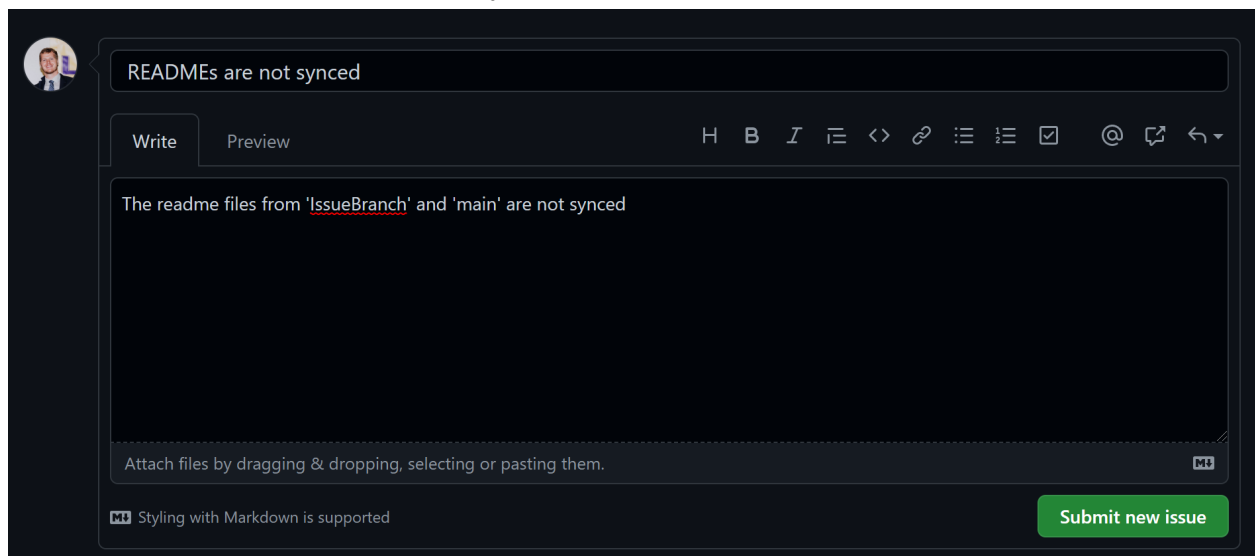 READMEs are not synced
Write Preview
The readme files from 'IssueBranch' and 'main' are not synced
Attach files by dragging & dropping, selecting or pasting them.
Styling with Markdown is supported
Submit new issue